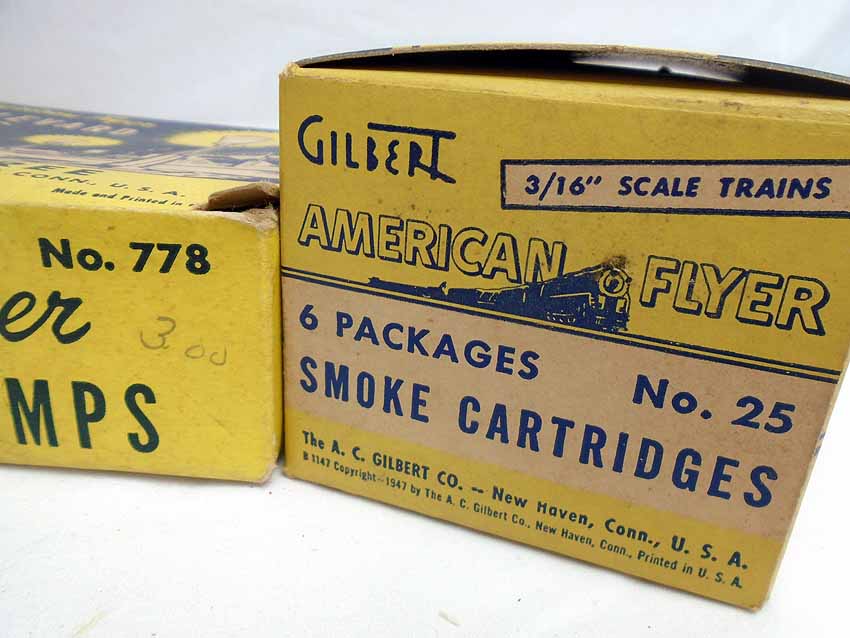 No. 778
er
3.00
MPS
CONN., U. S. A.
Made and Printed in
GILBERT
3/16" SCALE TRAINS
AMERICAN FLYER
6 PACKAGES
No. 25
SMOKE CARTRIDGES
The A. C. GILBERT CO. -- New Haven, Conn., U. S. A.
B 1147 Copyright-1947 by The A. C. Gilbert Co., New Haven, Conn., Printed in U. S. A.